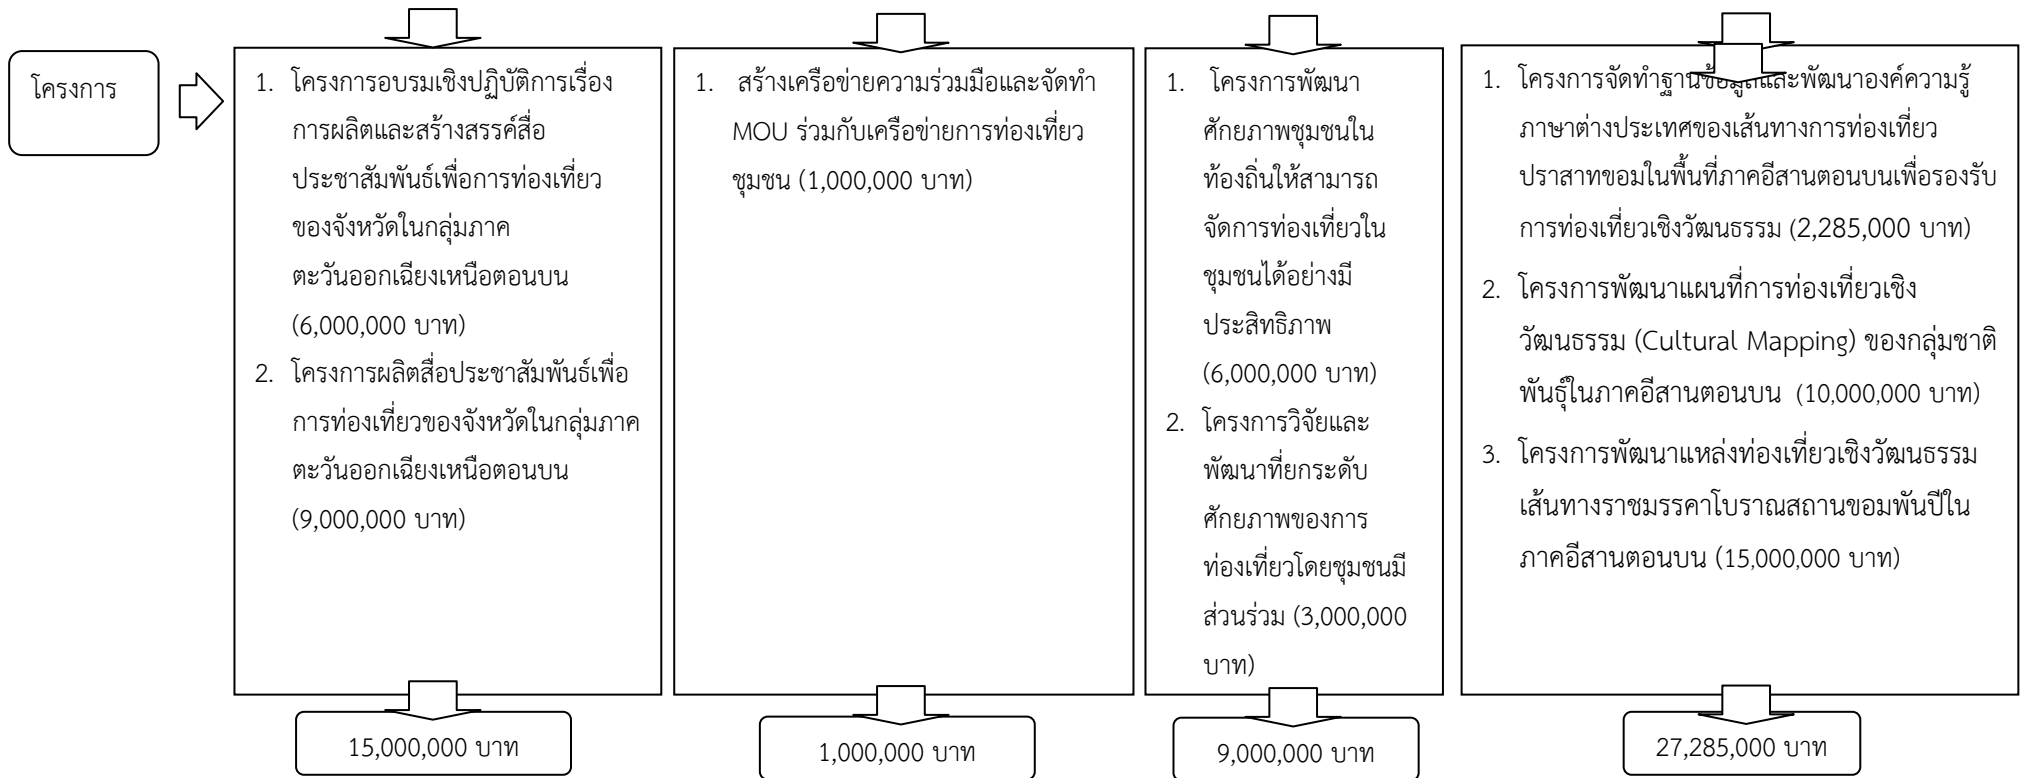 โครงการ
1. โครงการอบรมเชิงปฏิบัติการเรื่อง
การผลิตและสร้างสรรค์สื่อ
ประชาสัมพันธ์เพื่อการท่องเที่ยว
ของจังหวัดในกลุ่มภาค
ตะวันออกเฉียงเหนือตอนบน
(6,000,000 บาท)
2. โครงการผลิตสื่อประชาสัมพันธ์เพื่อ
การท่องเที่ยวของจังหวัดในกลุ่มภาค
ตะวันออกเฉียงเหนือตอนบน
(9,000,000 บาท)
15,000,000 บาท
1. สร้างเครือข่ายความร่วมมือและจัดทำ
MOU ร่วมกับเครือข่ายการท่องเที่ยว
ชุมชน (1,000,000 บาท)
1,000,000 บาท
1. โครงการพัฒนา
ศักยภาพชุมชนใน
ท้องถิ่นให้สามารถ
จัดการท่องเที่ยวใน
ชุมชนได้อย่างมี
ประสิทธิภาพ
(6,000,000 บาท)
2. โครงการวิจัยและ
พัฒนาที่ยกระดับ
ศักยภาพของการ
ท่องเที่ยวโดยชุมชนมี
ส่วนร่วม (3,000,000
บาท)
9,000,000 บาท
1. โครงการจัดทำฐานข้อมูลและพัฒนาองค์ความรู้
ภาษาต่างประเทศของเส้นทางการท่องเที่ยว
ปราสาทขอมในพื้นที่ภาคอีสานตอนบนเพื่อรองรับ
การท่องเที่ยวเชิงวัฒนธรรม (2,285,000 บาท)
2. โครงการพัฒนาแผนที่การท่องเที่ยวเชิง
วัฒนธรรม (Cultural Mapping) ของกลุ่มชาติ
พันธุ์ในภาคอีสานตอนบน (10,000,000 บาท)
3. โครงการพัฒนาแหล่งท่องเที่ยวเชิงวัฒนธรรม
เส้นทางราชมรรคาโบราณสถานขอมพันปีใน
ภาคอีสานตอนบน (15,000,000 บาท)
27,285,000 บาท